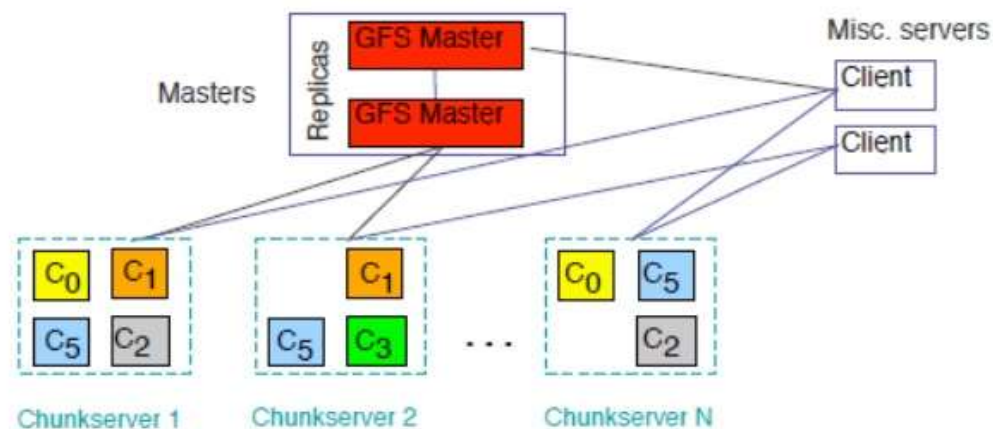 Misc. servers
Masters
Replicas
GFS Master
GFS Master
Client
Client
C0 C1
C5 C2
C1
C5 C3
...
C0 C5
C2
Chunkserver 1
Chunkserver 2
Chunkserver N